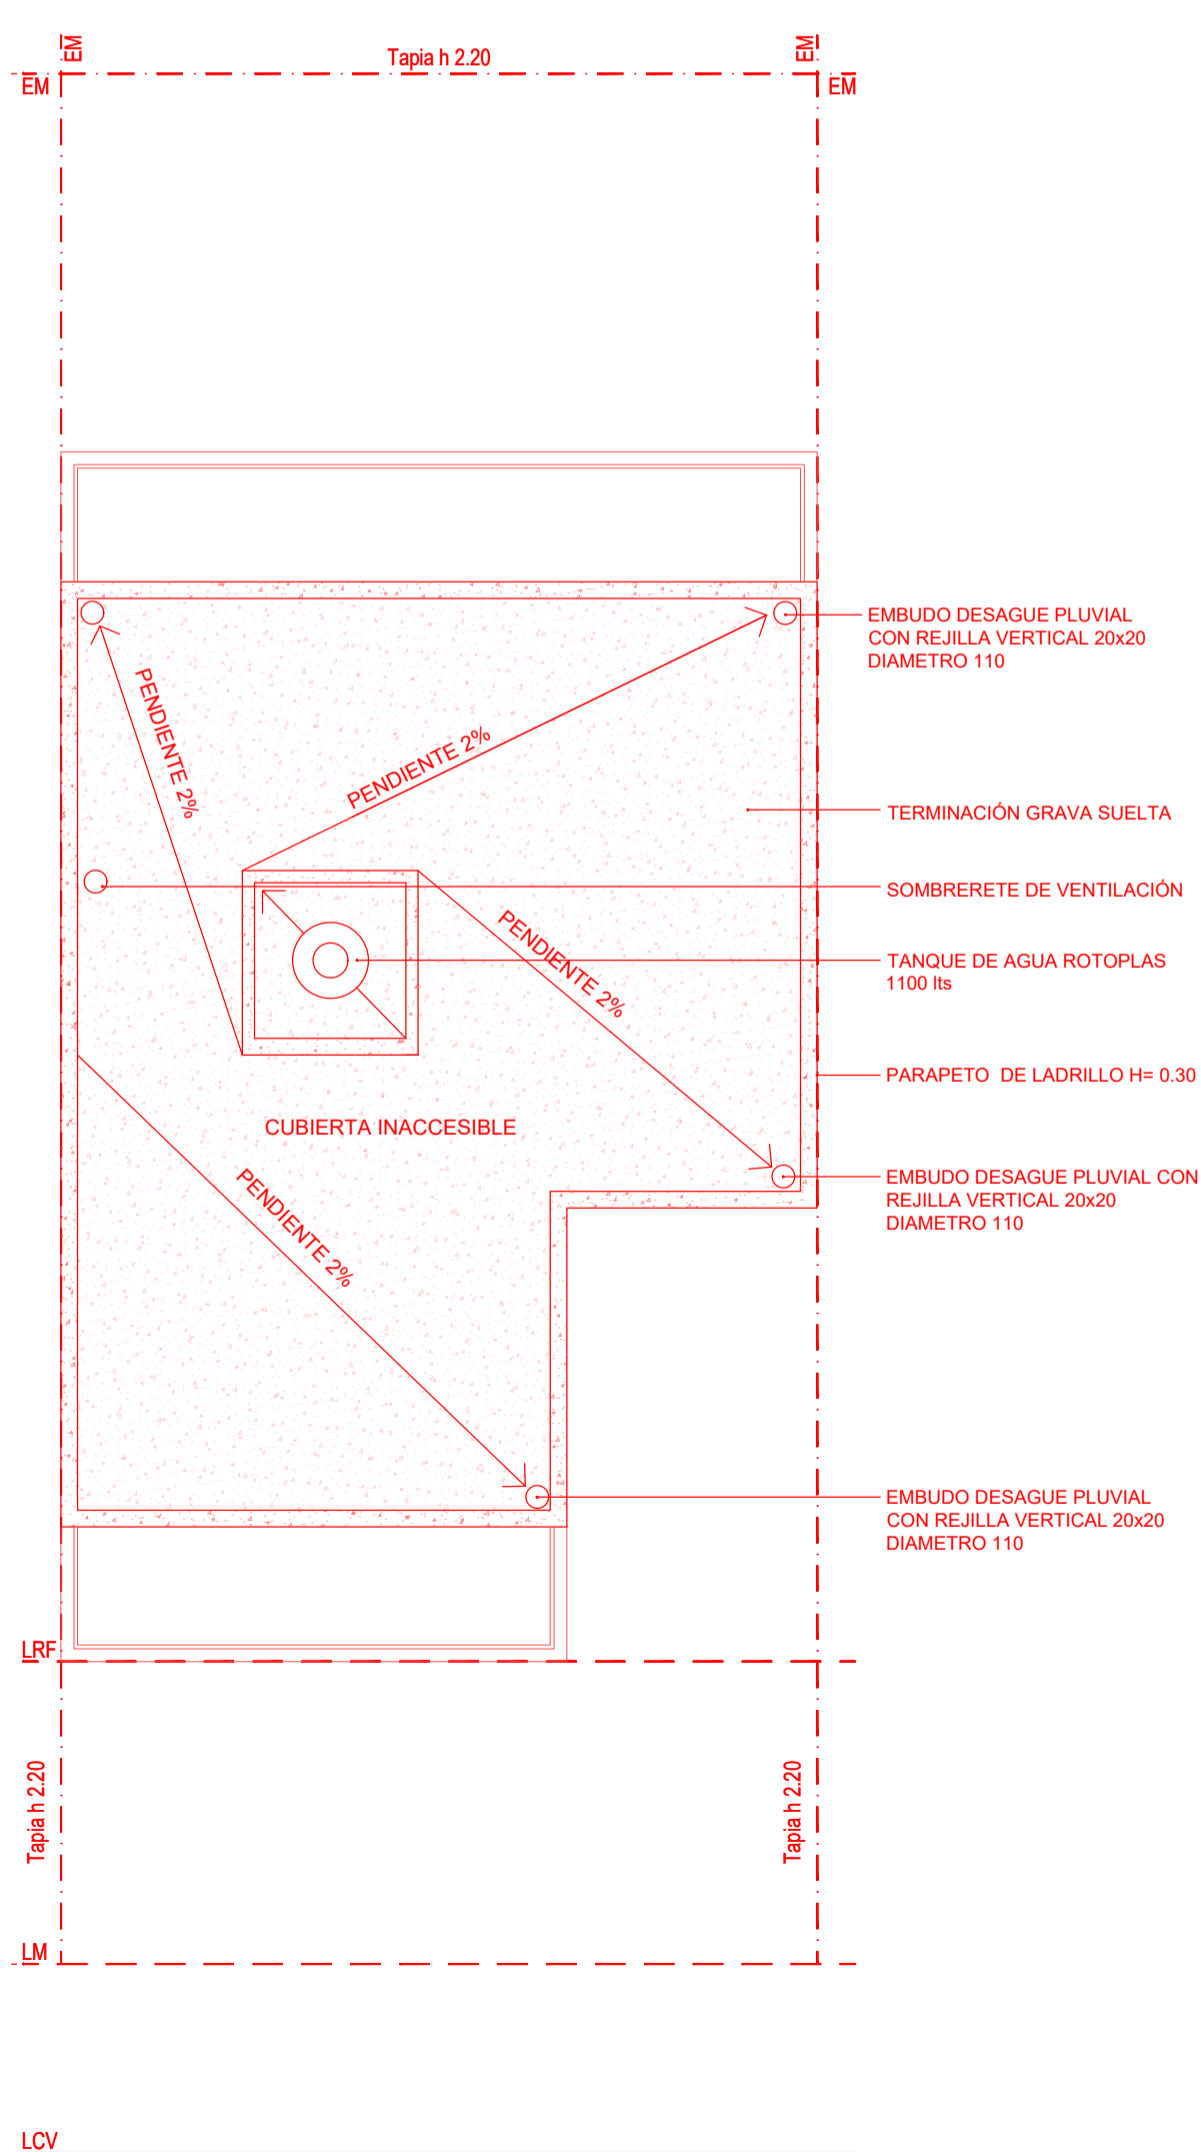 EM
EM
Tapia h 2.20
EM
EM
EMBUDO DESAGUE PLUVIAL
CON REJILLA VERTICAL 20x20
DIAMETRO 110
PENDIENTE 2%
PENDIENTE 2%
TERMINACIÓN GRAVA SUELTA
SOMBRERETE DE VENTILACIÓN
PENDIENTE 2%
TANQUE DE AGUA ROTOPLAS
1100 lts
PARAPETO DE LADRILLO H= 0.30
CUBIERTA INACCESIBLE
EMBUDO DESAGUE PLUVIAL CON
REJILLA VERTICAL 20x20
DIAMETRO 110
PENDIENTE 2%
EMBUDO DESAGUE PLUVIAL
CON REJILLA VERTICAL 20x20
DIAMETRO 110
LRF
Tapia h 2.20
Tapia h 2.20
LM
LCV